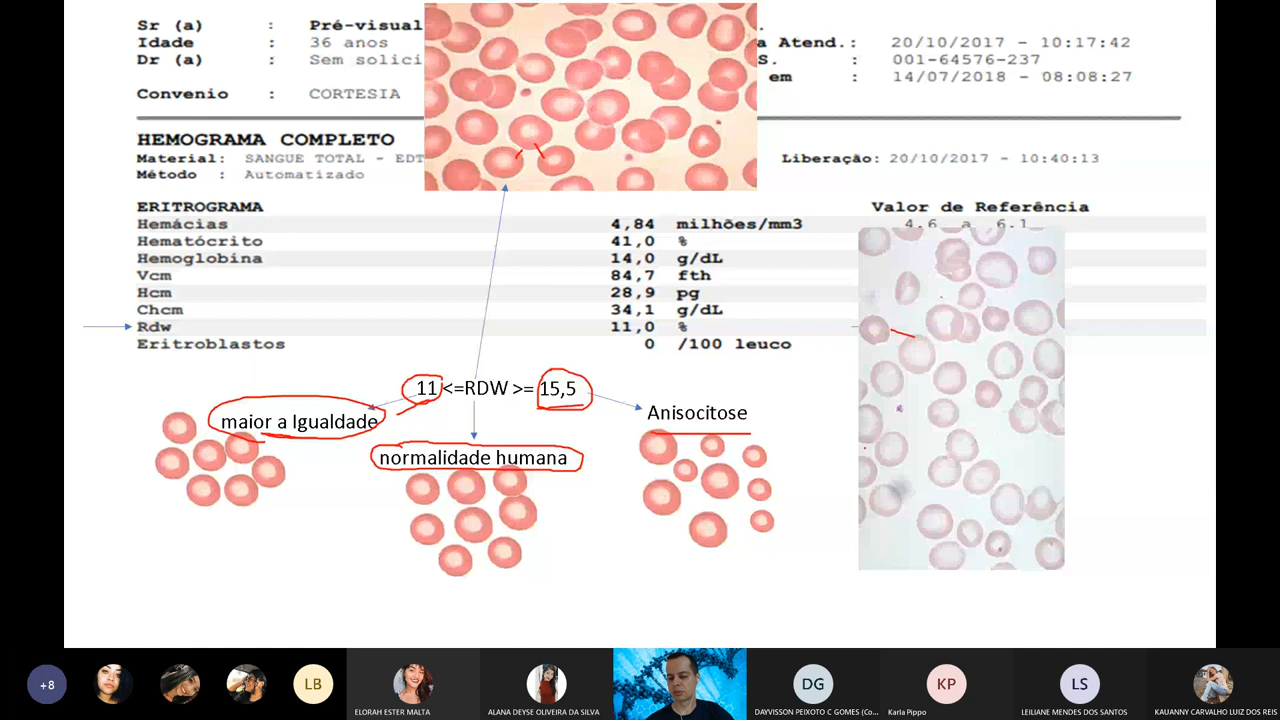 Sr (a) : Pré-visual
Idade : 36 anos a Atend.: 20/10/2017 - 10:17:42
Dr (a) : Sem solici S. : 001-64576-237
em : 14/07/2018 - 08:08:27
Convenio : CORTESIA
HEMOGRAMA COMPLETO
Material: SANGUE TOTAL - EDT Liberação: 20/10/2017 - 10:40:13
Método : Automatizado
ERITROGRAMA Valor de Referência
Hemácias 4,84 milhões/mm3 4.6 a 6.1
Hematócrito 41,0 %
Hemoglobina 14,0 g/dL
Vcm 84,7 fth
Hcm 28,9 pg
Chcm 34,1 g/dL
Rdw 11,0 %
Eritroblastos 0 /100 leuco
11 <=RDW >= 15,5
maior a Igualdade
Anisocitose
normalidade humana
+8
LB
ELORAH ESTER MALTA
ALANA DEYSE OLIVEIRA DA SILVA
DG
DAYVISSON PEIXOTO C GOMES (Co...
KP
Karla Pippo
LS
LEILIANE MENDES DOS SANTOS
KAUANNY CARVALHO LUIZ DOS REIS